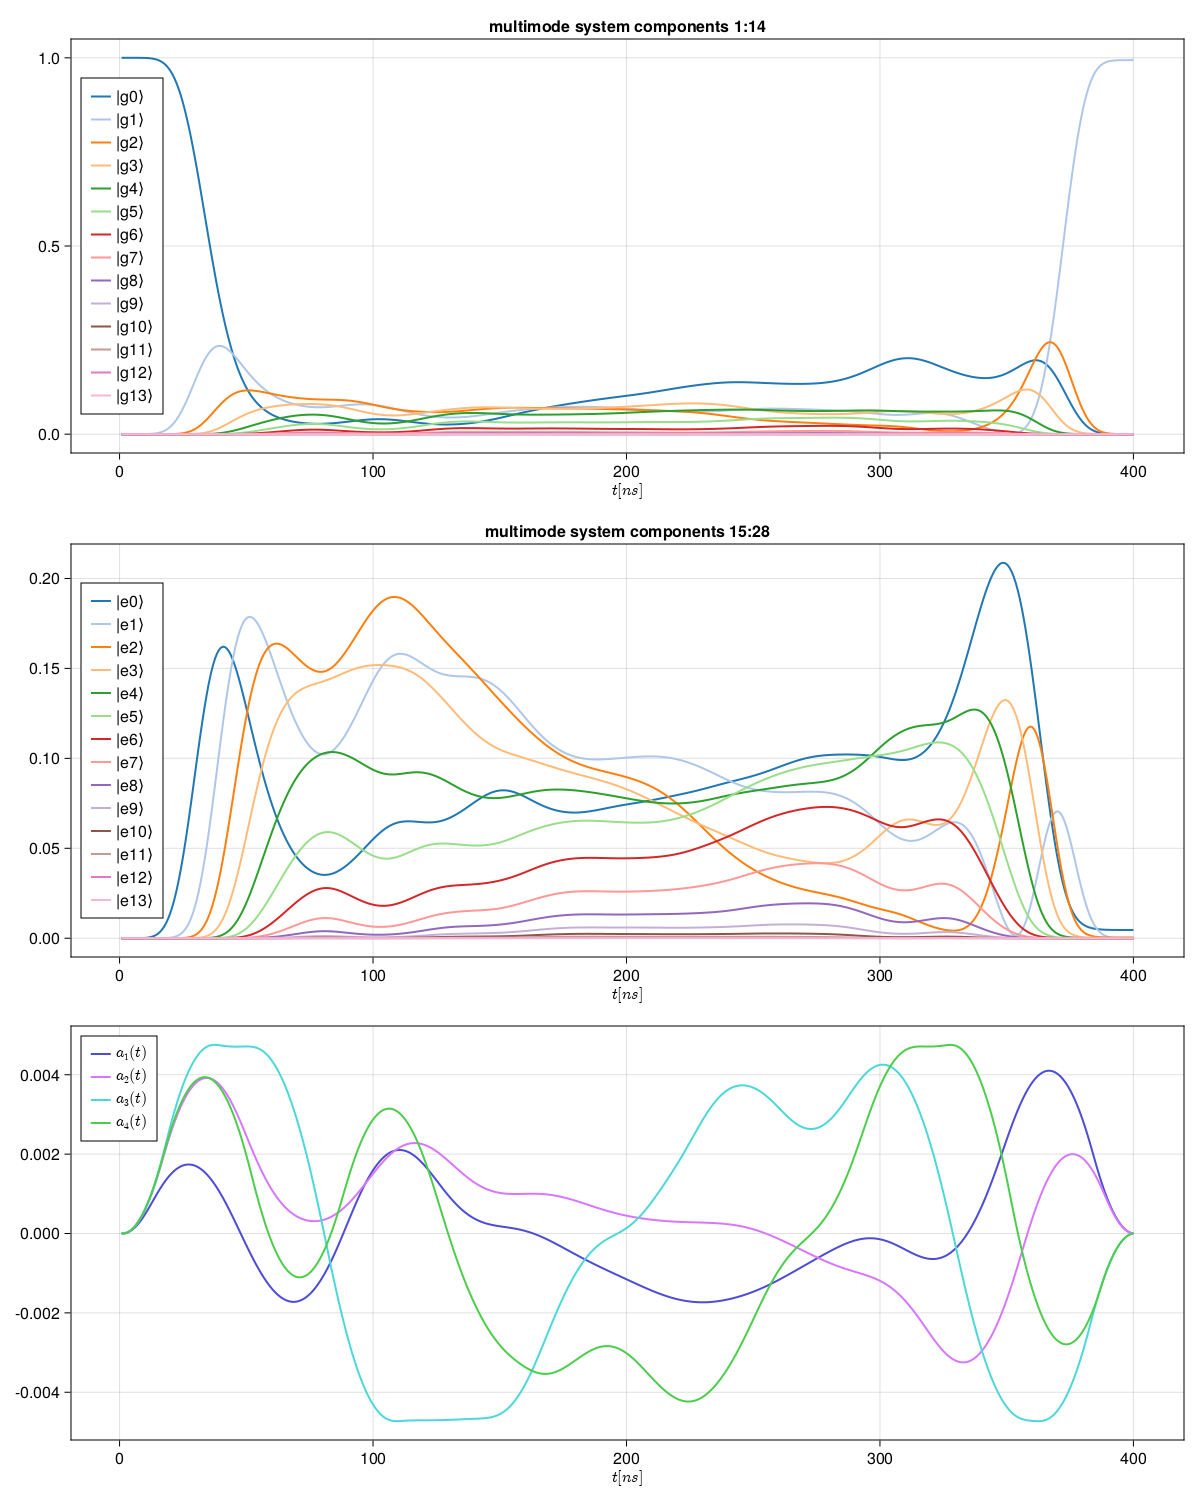 multimode system components 1:14
1.0
0.5
0.0
|g0⟩
|g1⟩
|g2⟩
|g3⟩
|g4⟩
|g5⟩
|g6⟩
|g7⟩
|g8⟩
|g9⟩
|g10⟩
|g11⟩
|g12⟩
|g13⟩
0 100 200 300 400
t[ns]
multimode system components 15:28
0.20
0.15
0.10
0.05
0.00
|e0⟩
|e1⟩
|e2⟩
|e3⟩
|e4⟩
|e5⟩
|e6⟩
|e7⟩
|e8⟩
|e9⟩
|e10⟩
|e11⟩
|e12⟩
|e13⟩
0 100 200 300 400
t[ns]
0.004
0.002
0.000
-0.002
-0.004
a₁(t)
a₂(t)
a₃(t)
a₄(t)
0 100 200 300 400
t[ns]